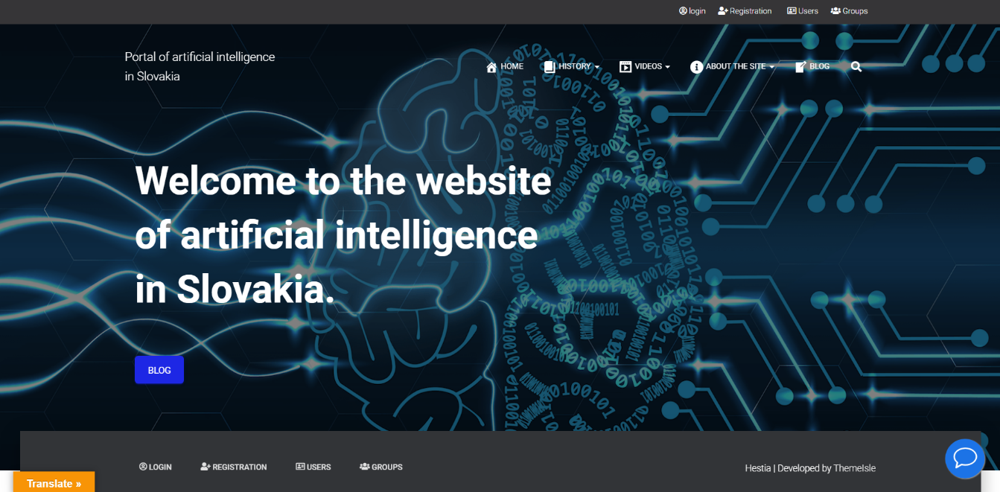 login Registration Users Groups
Portal of artificial intelligence
in Slovakia
HOME HISTORY VIDEOS ABOUT THE SITE BLOG
Welcome to the website
of artificial intelligence
in Slovakia.
BLOG
LOGIN REGISTRATION USERS GROUPS
Hestia | Developed by ThemeIsle
Translate »